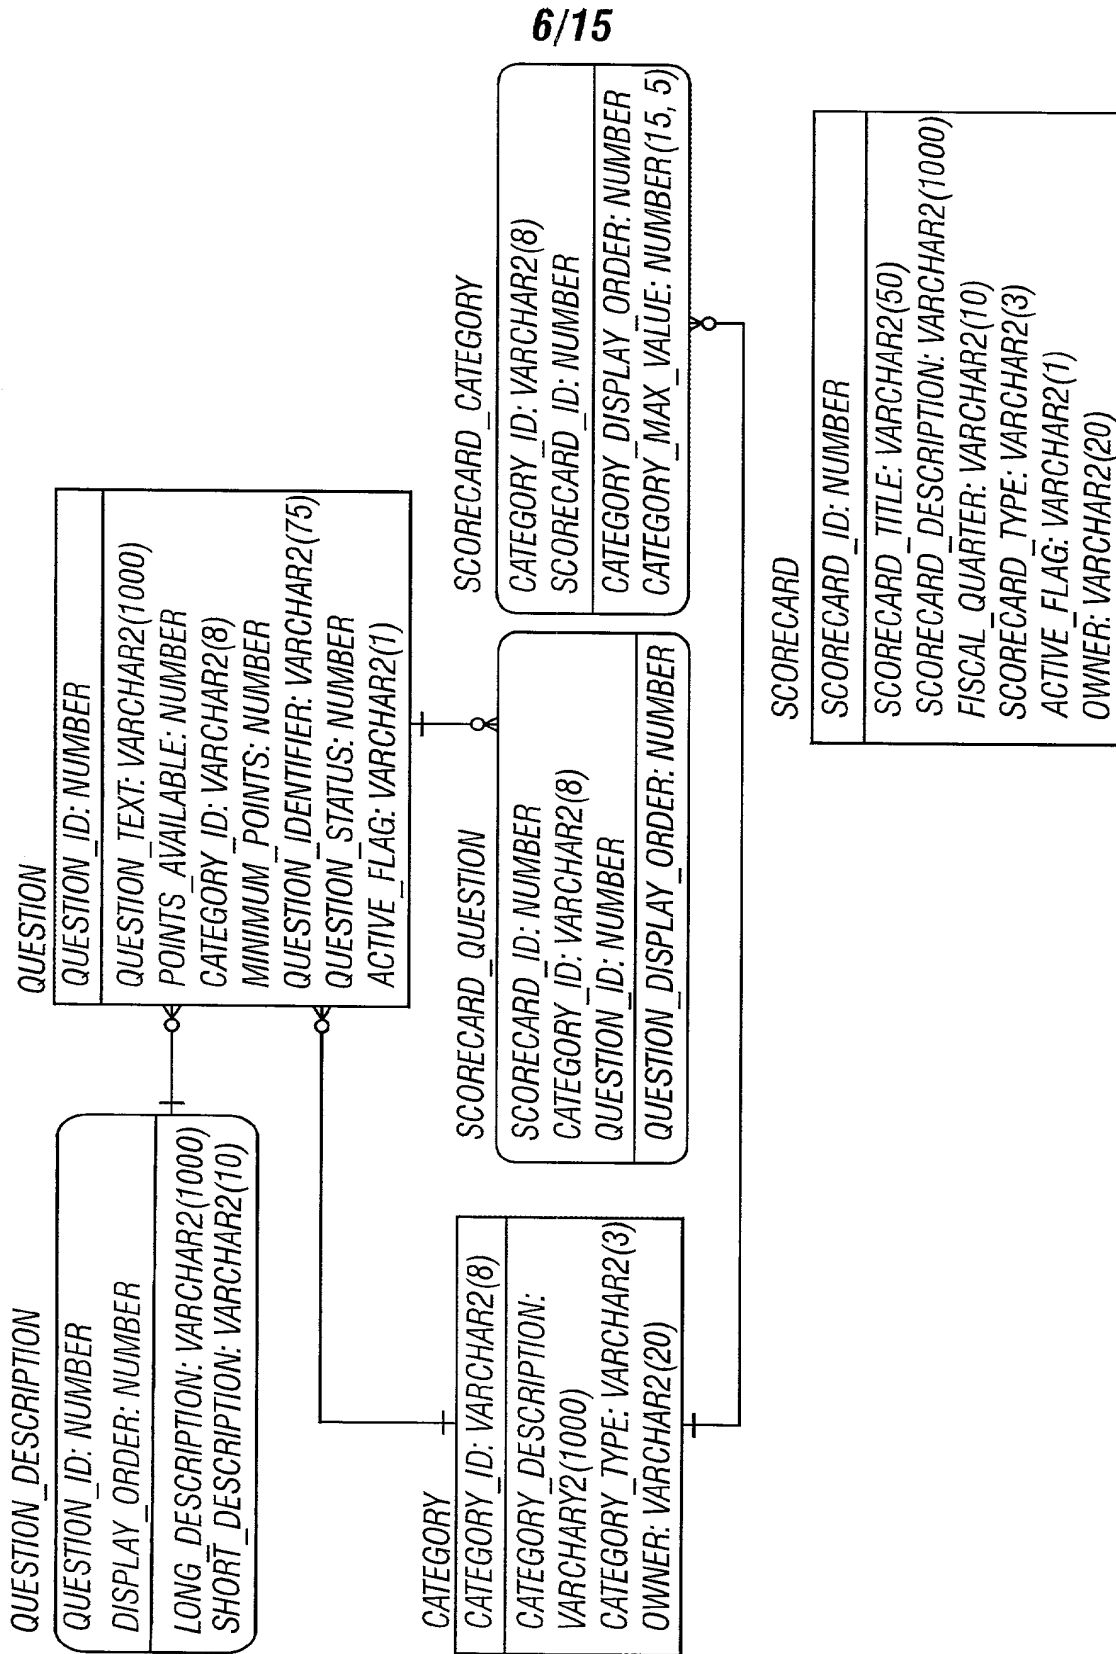 6/15
QUESTION_DESCRIPTION
QUESTION_ID: NUMBER
DISPLAY_ORDER: NUMBER
LONG_DESCRIPTION: VARCHAR2(1000)
SHORT_DESCRIPTION: VARCHAR2(10)
QUESTION
QUESTION_ID: NUMBER
QUESTION_TEXT: VARCHAR2(1000)
POINTS_AVAILABLE: NUMBER
CATEGORY_ID: VARCHAR2(8)
MINIMUM_POINTS: NUMBER
QUESTION_IDENTIFIER: VARCHAR2(75)
QUESTION_STATUS: NUMBER
ACTIVE_FLAG: VARCHAR2(1)
CATEGORY
CATEGORY_ID: VARCHAR2(8)
CATEGORY_DESCRIPTION:
VARCHARY2(1000)
CATEGORY_TYPE: VARCHAR2(3)
OWNER: VARCHAR2(20)
SCORECARD_QUESTION
SCORECARD_ID: NUMBER
CATEGORY_ID: VARCHAR2(8)
QUESTION_ID: NUMBER
QUESTION_DISPLAY_ORDER: NUMBER
SCORECARD_CATEGORY
CATEGORY_ID: VARCHAR2(8)
SCORECARD_ID: NUMBER
CATEGORY_DISPLAY_ORDER: NUMBER
CATEGORY_MAX_VALUE: NUMBER(15, 5)
SCORECARD
SCORECARD_ID: NUMBER
SCORECARD_TITLE: VARCHAR2(50)
SCORECARD_DESCRIPTION: VARCHAR2(1000)
FISCAL_QUARTER: VARCHAR2(10)
SCORECARD_TYPE: VARCHAR2(3)
ACTIVE_FLAG: VARCHAR2(1)
OWNER: VARCHAR2(20)